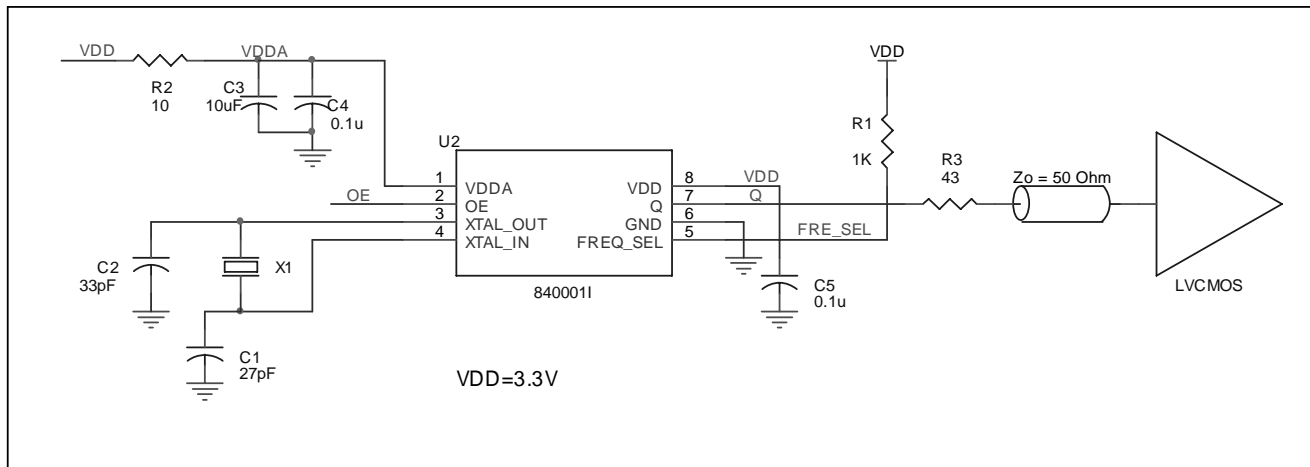 VDD
VDDA
R2
10
C3
10uF
C4
0.1u
U2
840001I
1
VDDA
2
OE
3
XTAL_OUT
4
XTAL_IN
VDD
8
Q
7
GND
6
FREQ_SEL
5
OE
VDD
Q
FRE_SEL
C2
33pF
X1
C1
27pF
C5
0.1u
VDD
R1
1K
R3
43
Zo = 50 Ohm
LVCMOS
VDD=3.3V